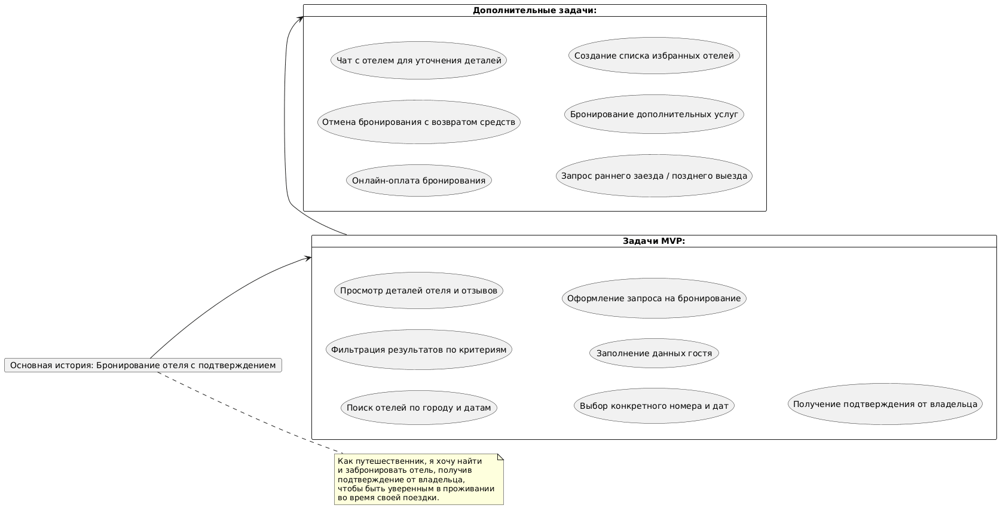 Дополнительные задачи:
Чат с отелем для уточнения деталей
Создание списка избранных отелей
Отмена бронирования с возвратом средств
Бронирование дополнительных услуг
Онлайн-оплата бронирования
Запрос раннего заезда / позднего выезда
Задачи MVP:
Просмотр деталей отеля и отзывов
Оформление запроса на бронирование
Фильтрация результатов по критериям
Заполнение данных гостя
Поиск отелей по городу и датам
Выбор конкретного номера и дат
Получение подтверждения от владельца
Основная история: Бронирование отеля с подтверждением
Как путешественник, я хочу найти
и забронировать отель, получив
подтверждение от владельца,
чтобы быть уверенным в проживании
во время своей поездки.